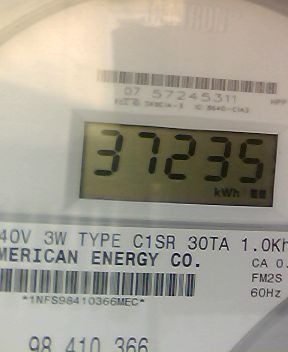 07 57245311
37235
kWh
40V 3W TYPE C1SR 30TA 1.0Kh
MERICAN ENERGY CO.
CA 0.
FM2S
60Hz
*1NFS98410366MEC*
98 410 366